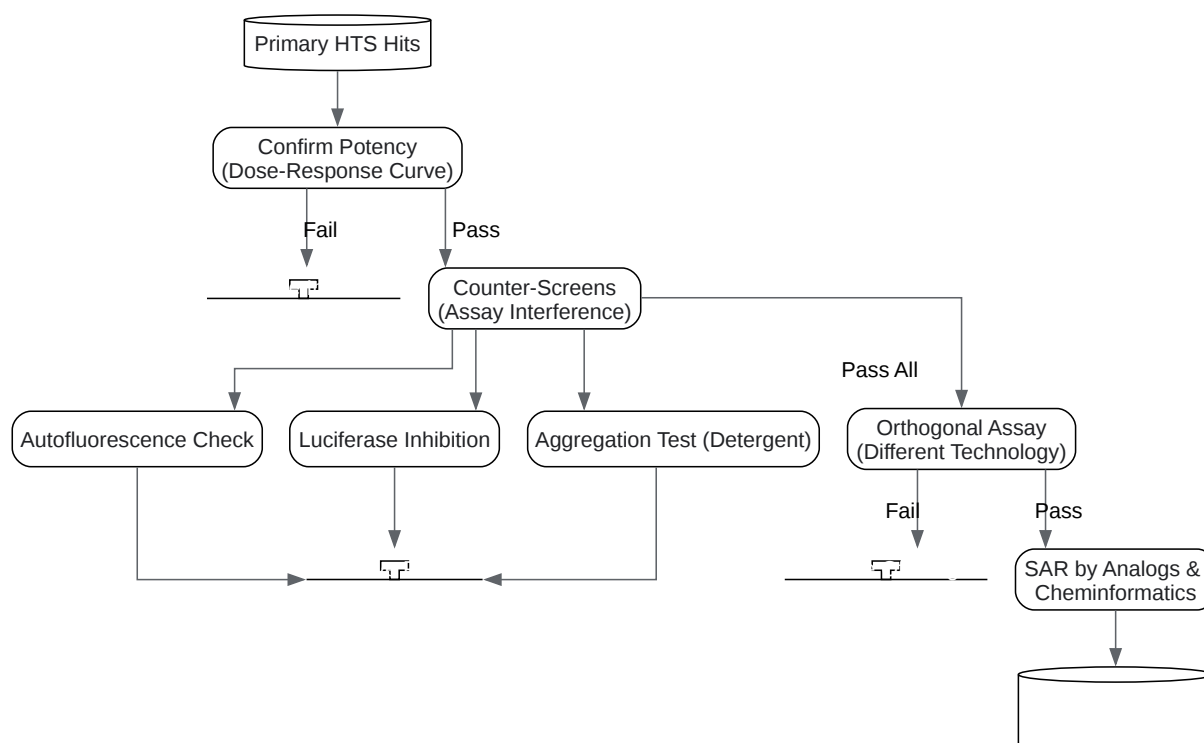 Primary HTS Hits
Confirm Potency
(Dose-Response Curve)
Fail
Pass
Counter-Screens
(Assay Interference)
Pass All
Autofluorescence Check
Luciferase Inhibition
Aggregation Test (Detergent)
Orthogonal Assay
(Different Technology)
Fail
Pass
SAR by Analogs &
Cheminformatics